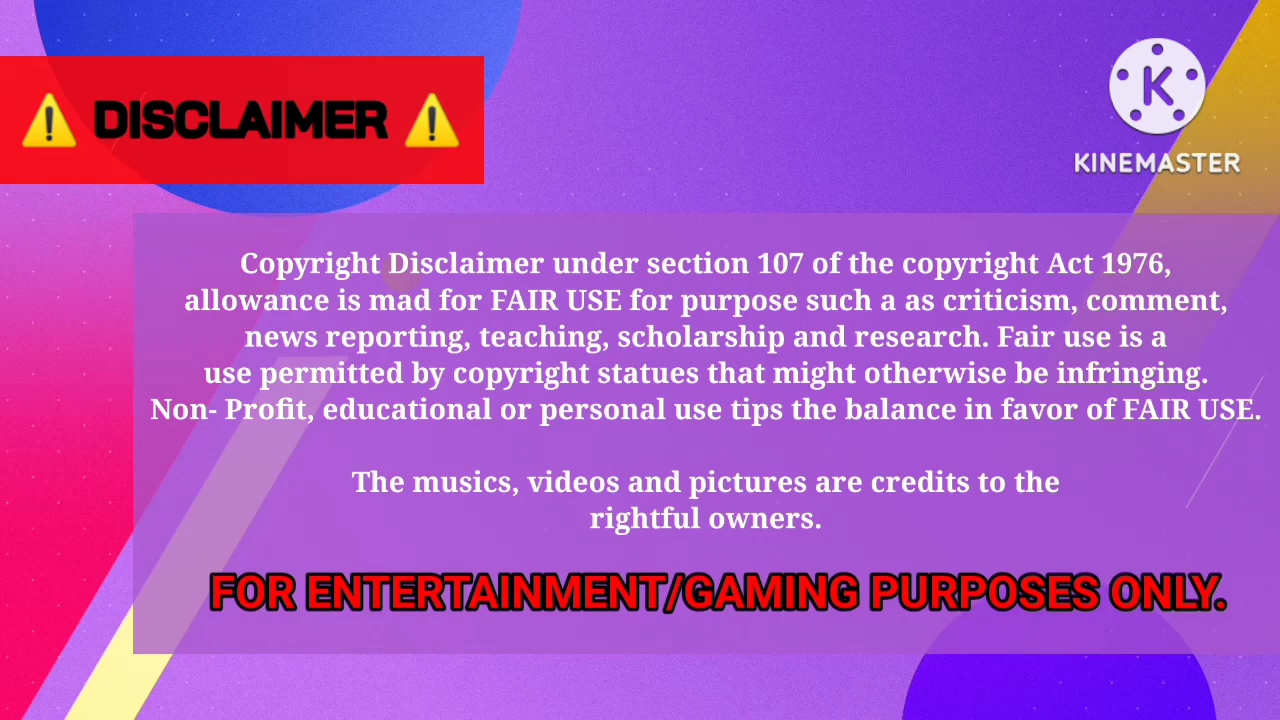 ⚠️ DISCLAIMER ⚠️
K
KINEMASTER
Copyright Disclaimer under section 107 of the copyright Act 1976,
allowance is mad for FAIR USE for purpose such a as criticism, comment,
news reporting, teaching, scholarship and research. Fair use is a
use permitted by copyright statues that might otherwise be infringing.
Non- Profit, educational or personal use tips the balance in favor of FAIR USE.
The musics, videos and pictures are credits to the
rightful owners.
FOR ENTERTAINMENT/GAMING PURPOSES ONLY.